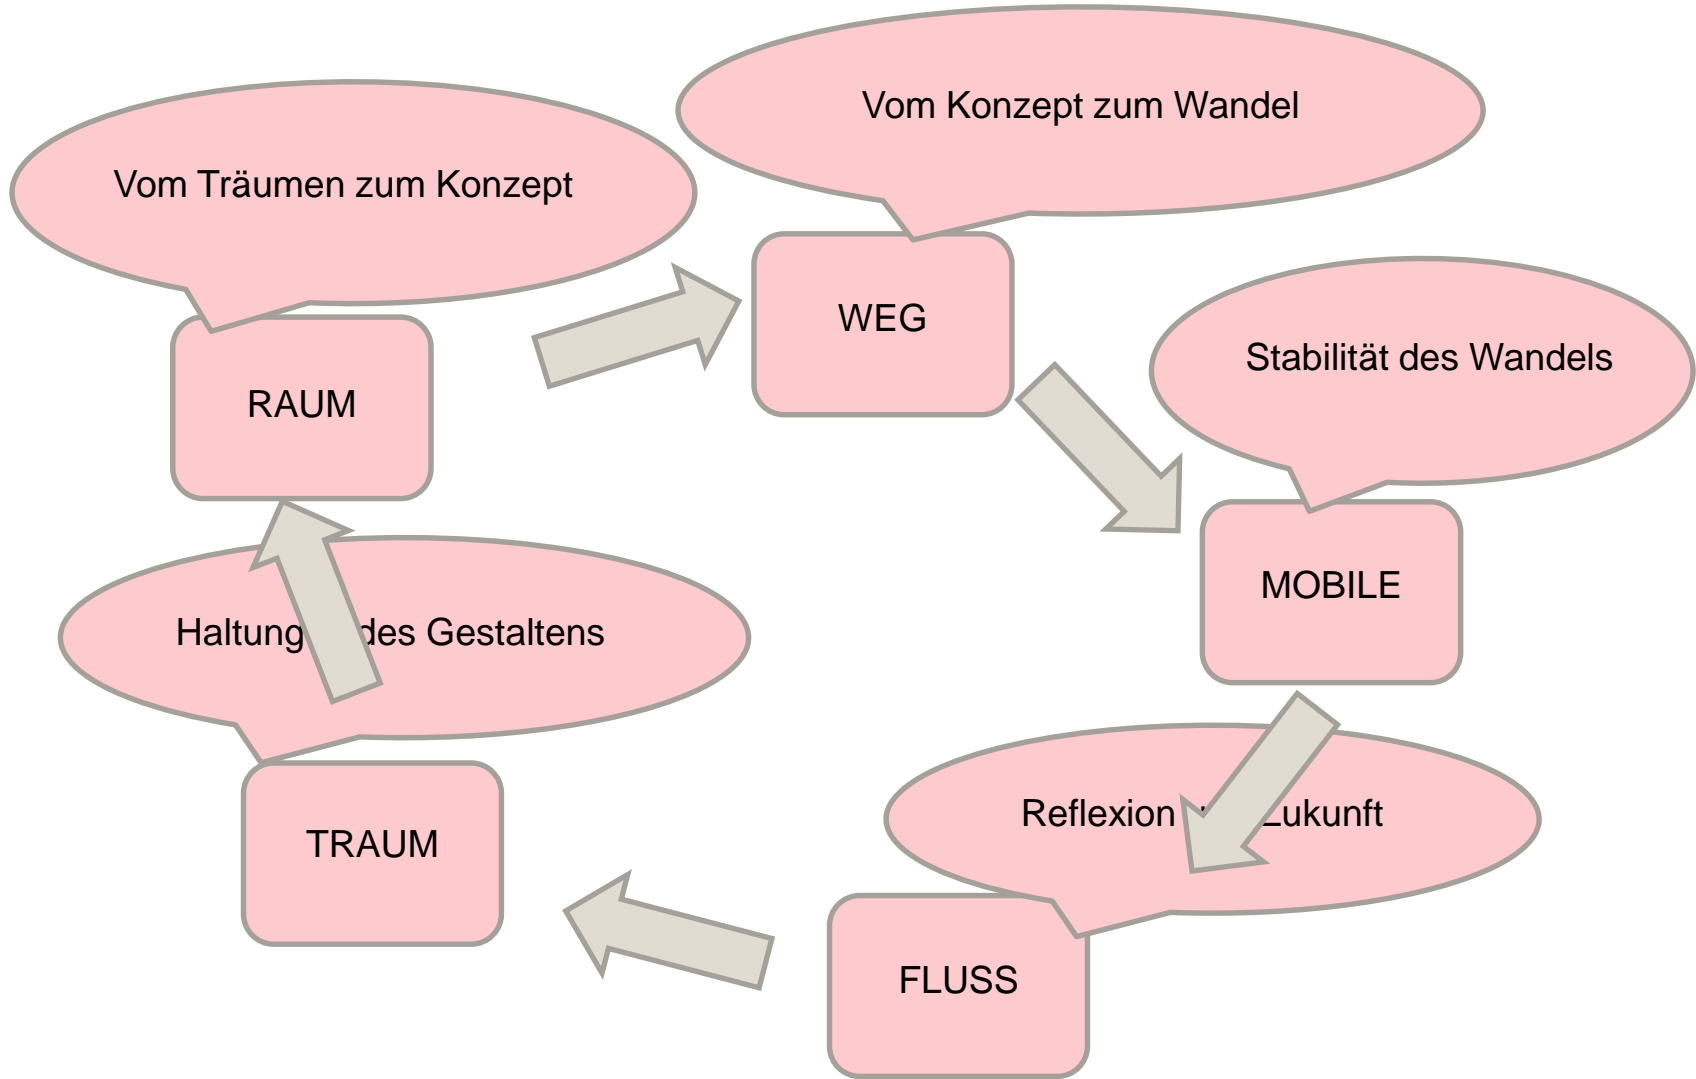 Vom Konzept zum Wandel
Vom Träumen zum Konzept
WEG
Stabilität des Wandels
RAUM
MOBILE
Haltung des Gestaltens
Reflexion Zukunft
TRAUM
FLUSS